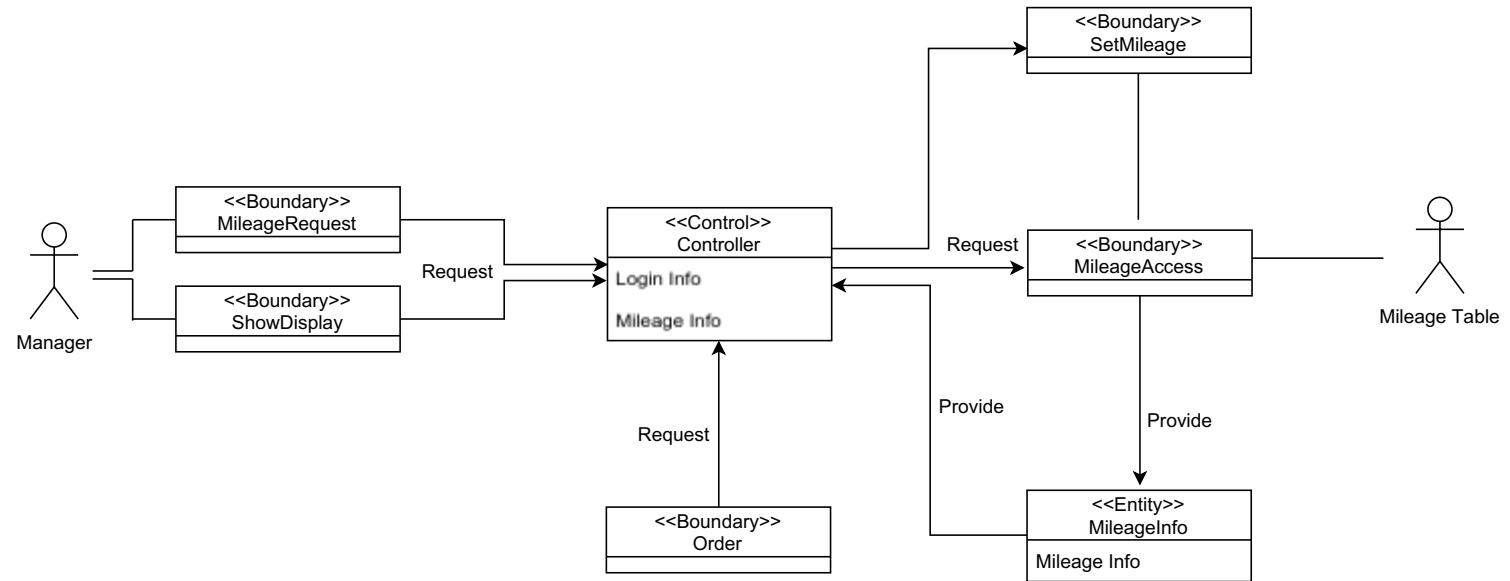 <<Boundary>>
SetMileage
<<Boundary>>
MileageRequest
<<Control>>
Controller
Request
<<Boundary>>
MileageAccess
Request
Login Info
<<Boundary>>
ShowDisplay
Mileage Info
Manager
Mileage Table
Provide
Provide
Request
<<Boundary>>
Order
<<Entity>>
MileageInfo
Mileage Info